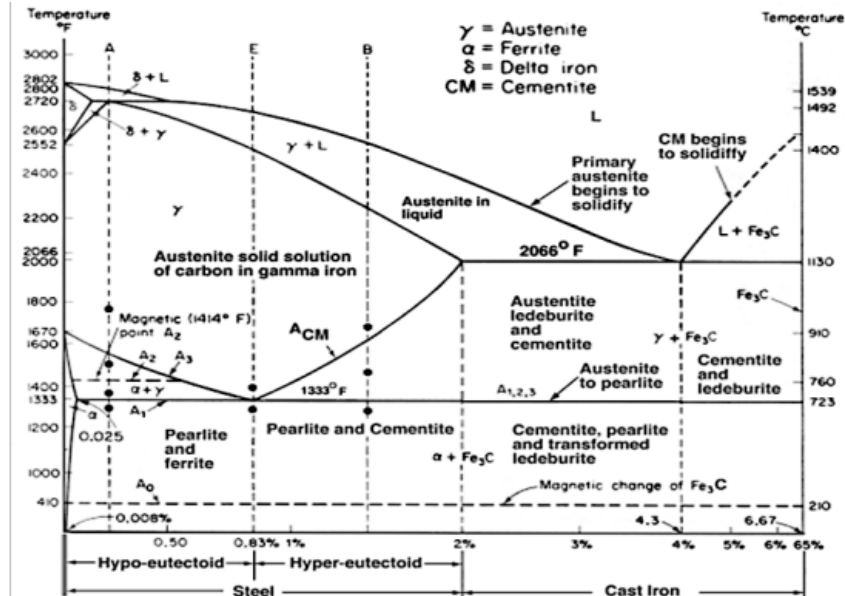 Temperature
°F
Temperature
°C
A
E
B
γ = Austenite
α = Ferrite
δ = Delta iron
CM = Cementite
3000
2802
2800
2720
2600
2552
2400
2200
2066
2000
1800
1670
1600
1400
1333
1200
1000
410
1539
1492
1400
1130
910
760
723
210
δ + L
δ
δ + γ
γ + L
L
CM begins
to solidiffy
Primary
austenite
begins to
solidify
Austenite in
liquid
γ
L + Fe₃C
2066° F
Austenite solid solution
of carbon in gamma iron
Fe₃C
Austentite
ledeburite
and
cementite
Magnetic (1414° F)
point A₂
A_CM
γ + Fe₃C
Cementite
and
ledeburite
A₂
A₃
Austenite
to pearlite
α + γ
1333° F
A₁,₂,₃
α
A₁
0.025
Pearlite
and
ferrite
Pearlite and Cementite
Cementite, pearlite
and transformed
ledeburite
α + Fe₃C
A₀
Magnetic change of Fe₃C
0.008%
4.3
6.67
0.50
0.83%
1%
2%
3%
4%
5%
6%
65%
Hypo-eutectoid
Hyper-eutectoid
Steel
Cast Iron